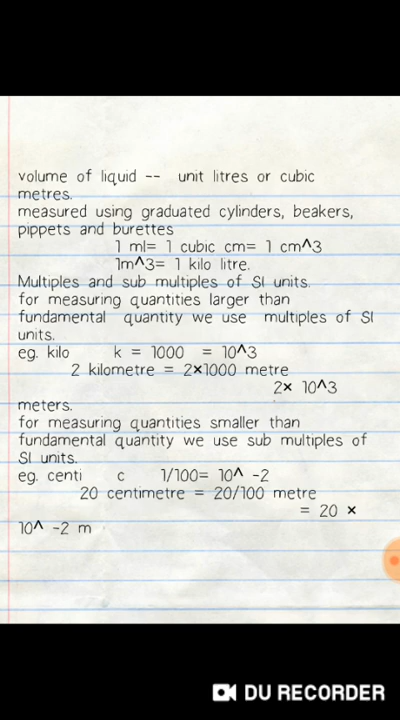 volume of liquid -- unit litres or cubic
metres.
measured using graduated cylinders, beakers,
pippets and burettes
1 ml= 1 cubic cm= 1 cm^3
1m^3= 1 kilo litre.
Multiples and sub multiples of SI units.
for measuring quantities larger than
fundamental quantity we use multiples of SI
units.
eg. kilo k = 1000 = 10^3
2 kilometre = 2×1000 metre
2× 10^3
meters.
for measuring quantities smaller than
fundamental quantity we use sub multiples of
SI units.
eg. centi c 1/100= 10^ -2
20 centimetre = 20/100 metre
= 20 ×
10^ -2 m
DU RECORDER